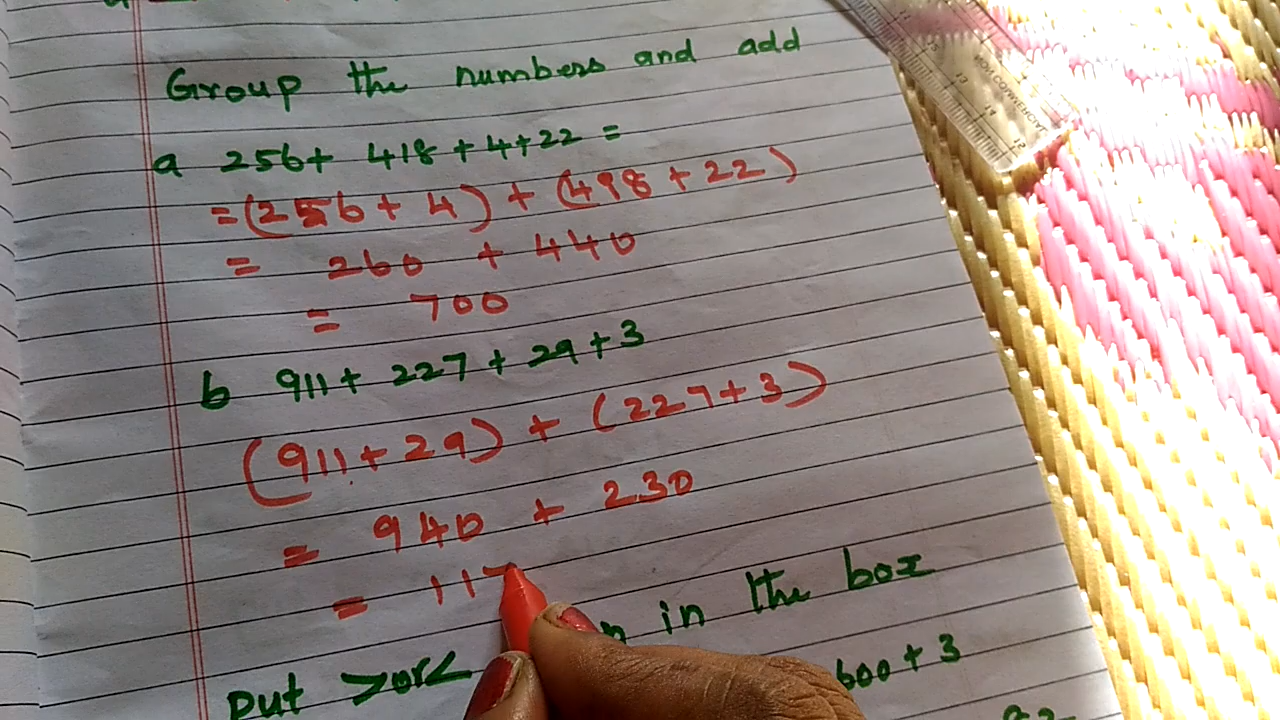 Group the numbers and add
a 256+ 418+4+22=
=(256+4)+(498+22)
= 260 + 440
= 700
b 911+ 227+29+3
(911+29)+(227+3)
= 940 + 230
= 117
put >or< in the box
600+3